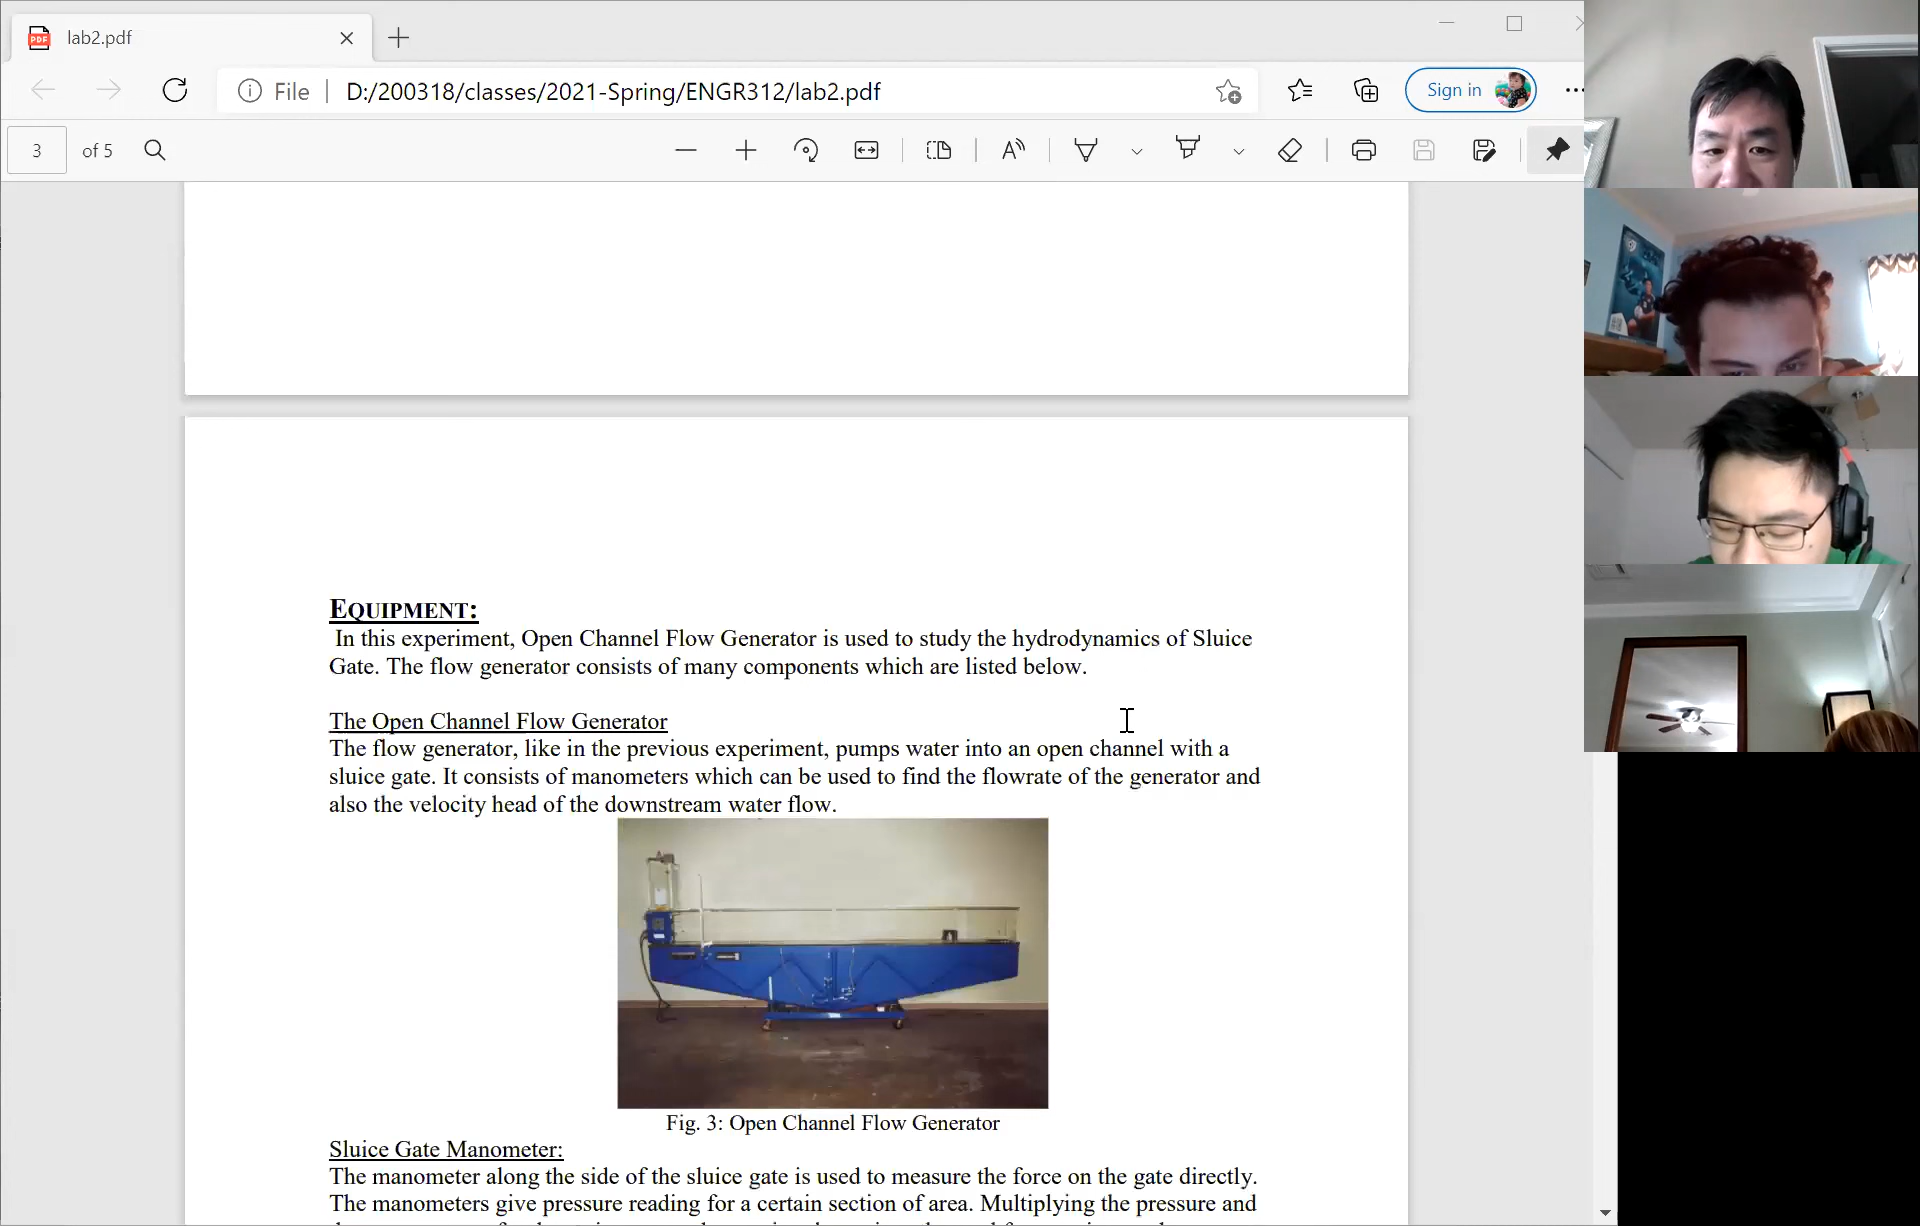 lab2.pdf
File
D:/200318/classes/2021-Spring/ENGR312/lab2.pdf
Sign in
3 of 5
EQUIPMENT:
In this experiment, Open Channel Flow Generator is used to study the hydrodynamics of Sluice
Gate. The flow generator consists of many components which are listed below.
The Open Channel Flow Generator
The flow generator, like in the previous experiment, pumps water into an open channel with a
sluice gate. It consists of manometers which can be used to find the flowrate of the generator and
also the velocity head of the downstream water flow.
Fig. 3: Open Channel Flow Generator
Sluice Gate Manometer:
The manometer along the side of the sluice gate is used to measure the force on the gate directly.
The manometers give pressure reading for a certain section of area. Multiplying the pressure and